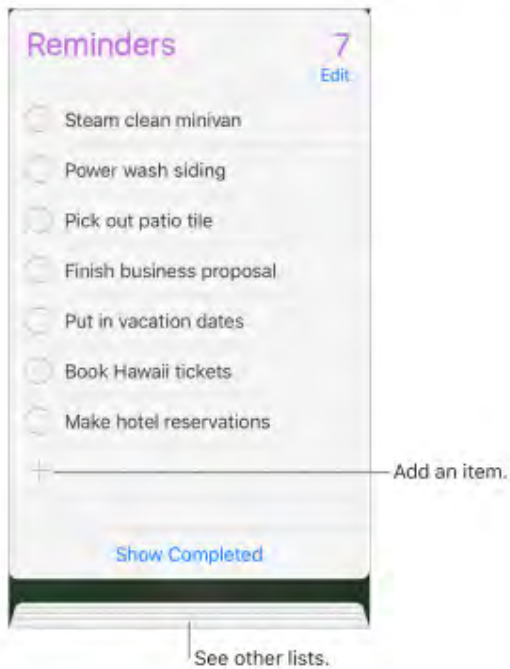 Reminders 7
Edit
Steam clean minivan
Power wash siding
Pick out patio tile
Finish business proposal
Put in vacation dates
Book Hawaii tickets
Make hotel reservations
Add an item.
Show Completed
See other lists.